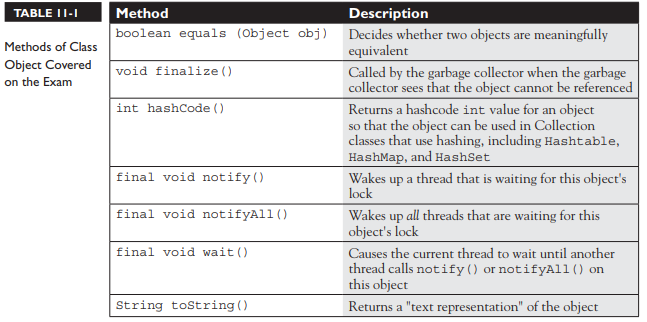 TABLE 11-1
Methods of Class
Object Covered
on the Exam
Method Description
boolean equals (Object obj) Decides whether two objects are meaningfully
equivalent
void finalize() Called by the garbage collector when the garbage
collector sees that the object cannot be referenced
int hashCode() Returns a hashcode int value for an object
so that the object can be used in Collection
classes that use hashing, including Hashtable,
HashMap, and HashSet
final void notify() Wakes up a thread that is waiting for this object's
lock
final void notifyAll() Wakes up all threads that are waiting for this
object's lock
final void wait() Causes the current thread to wait until another
thread calls notify() or notifyAll() on
this object
String toString() Returns a "text representation" of the object